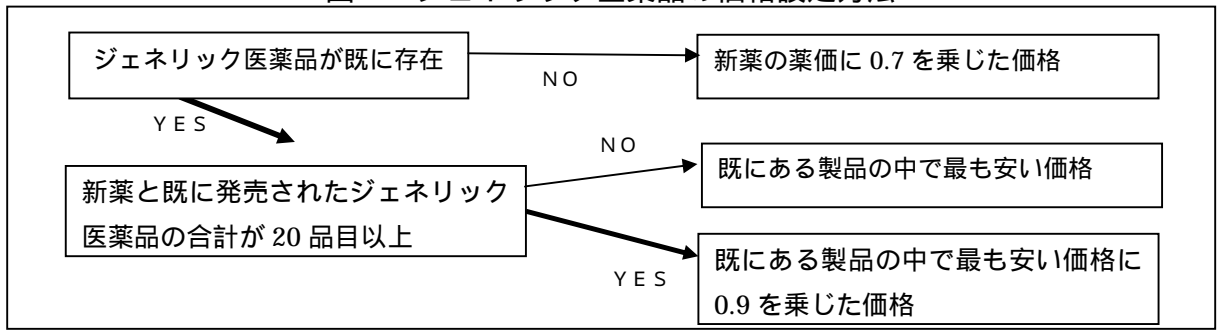 ジェネリック医薬品が既に存在
NO
新薬の薬価に 0.7 を乗じた価格
YES
NO
既にある製品の中で最も安い価格
新薬と既に発売されたジェネリック
医薬品の合計が 20 品目以上
YES
既にある製品の中で最も安い価格に
0.9 を乗じた価格